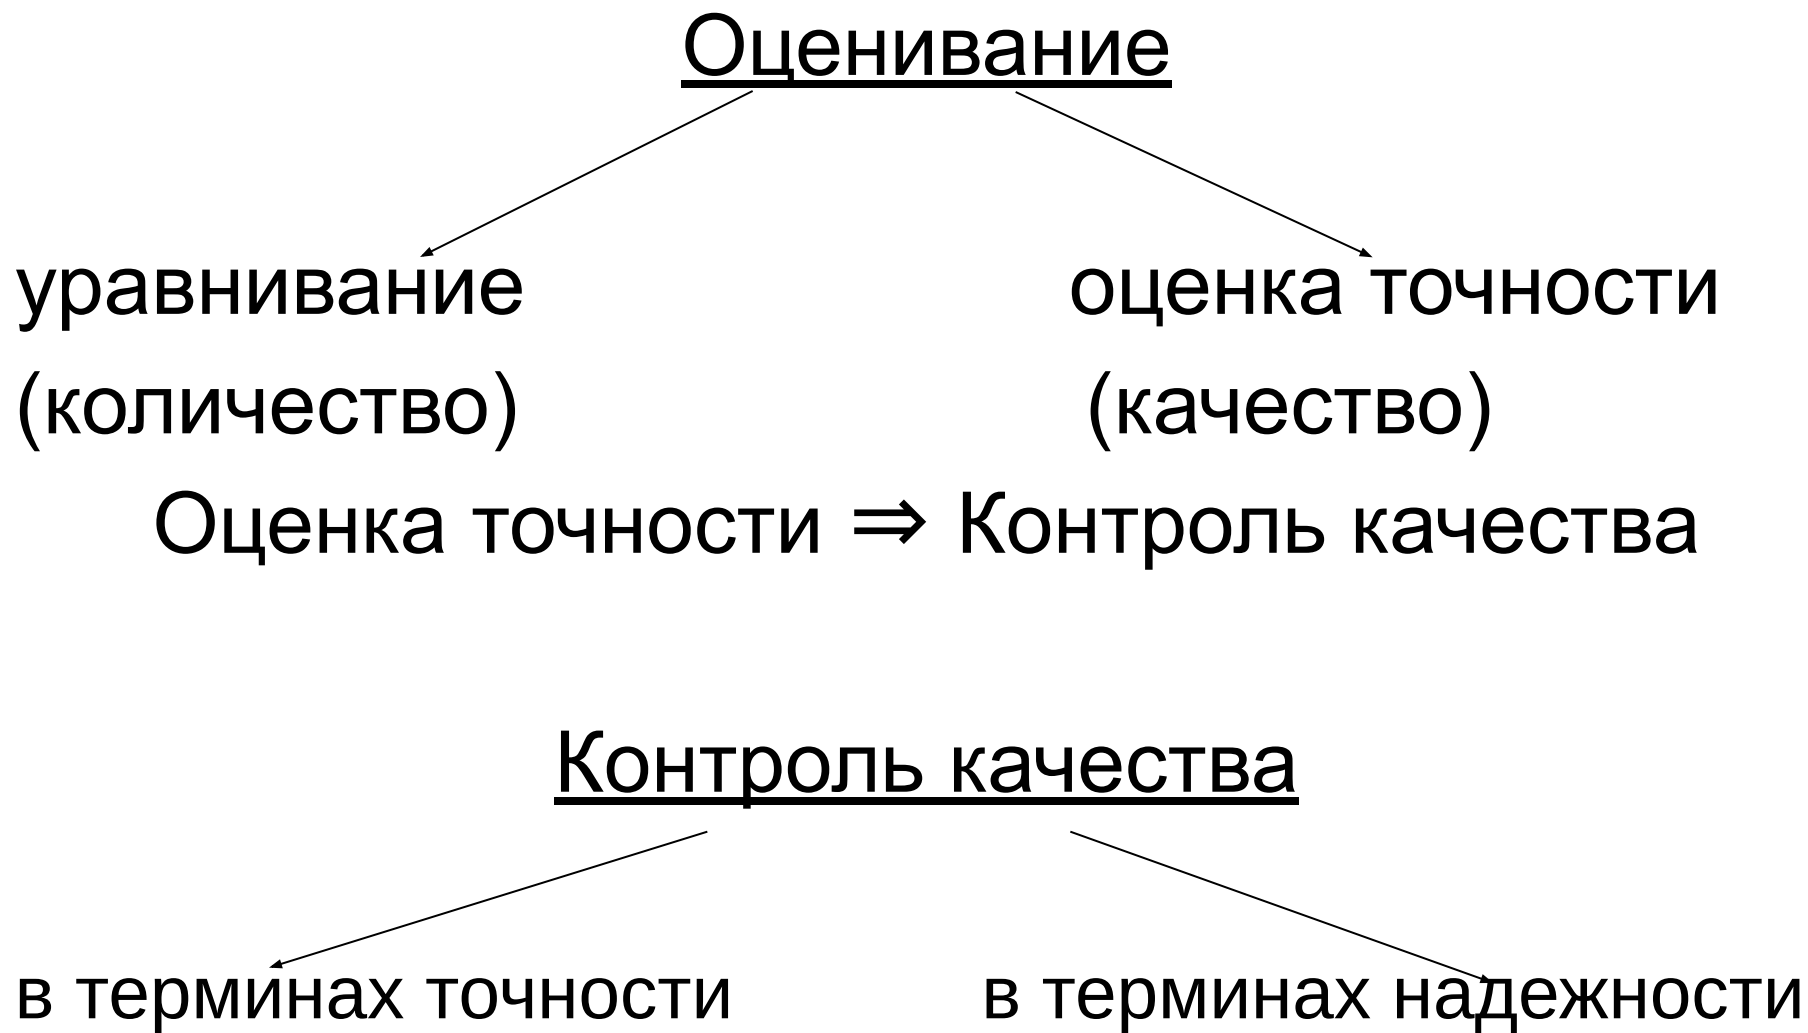 Оценивание
уравнивание оценка точности
(количество) (качество)
Оценка точности ⇒ Контроль качества
Контроль качества
в терминах точности в терминах надежности